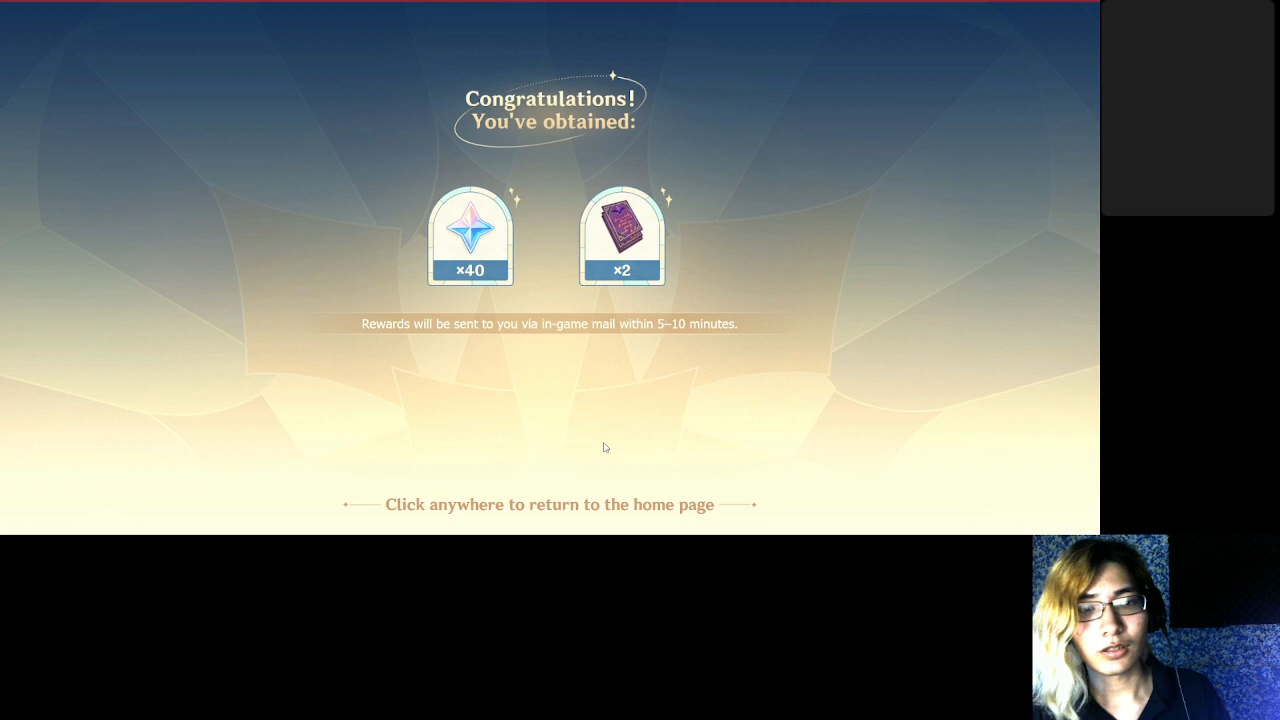 Congratulations!
You've obtained:
×40
×2
Rewards will be sent to you via in-game mail within 5–10 minutes.
Click anywhere to return to the home page